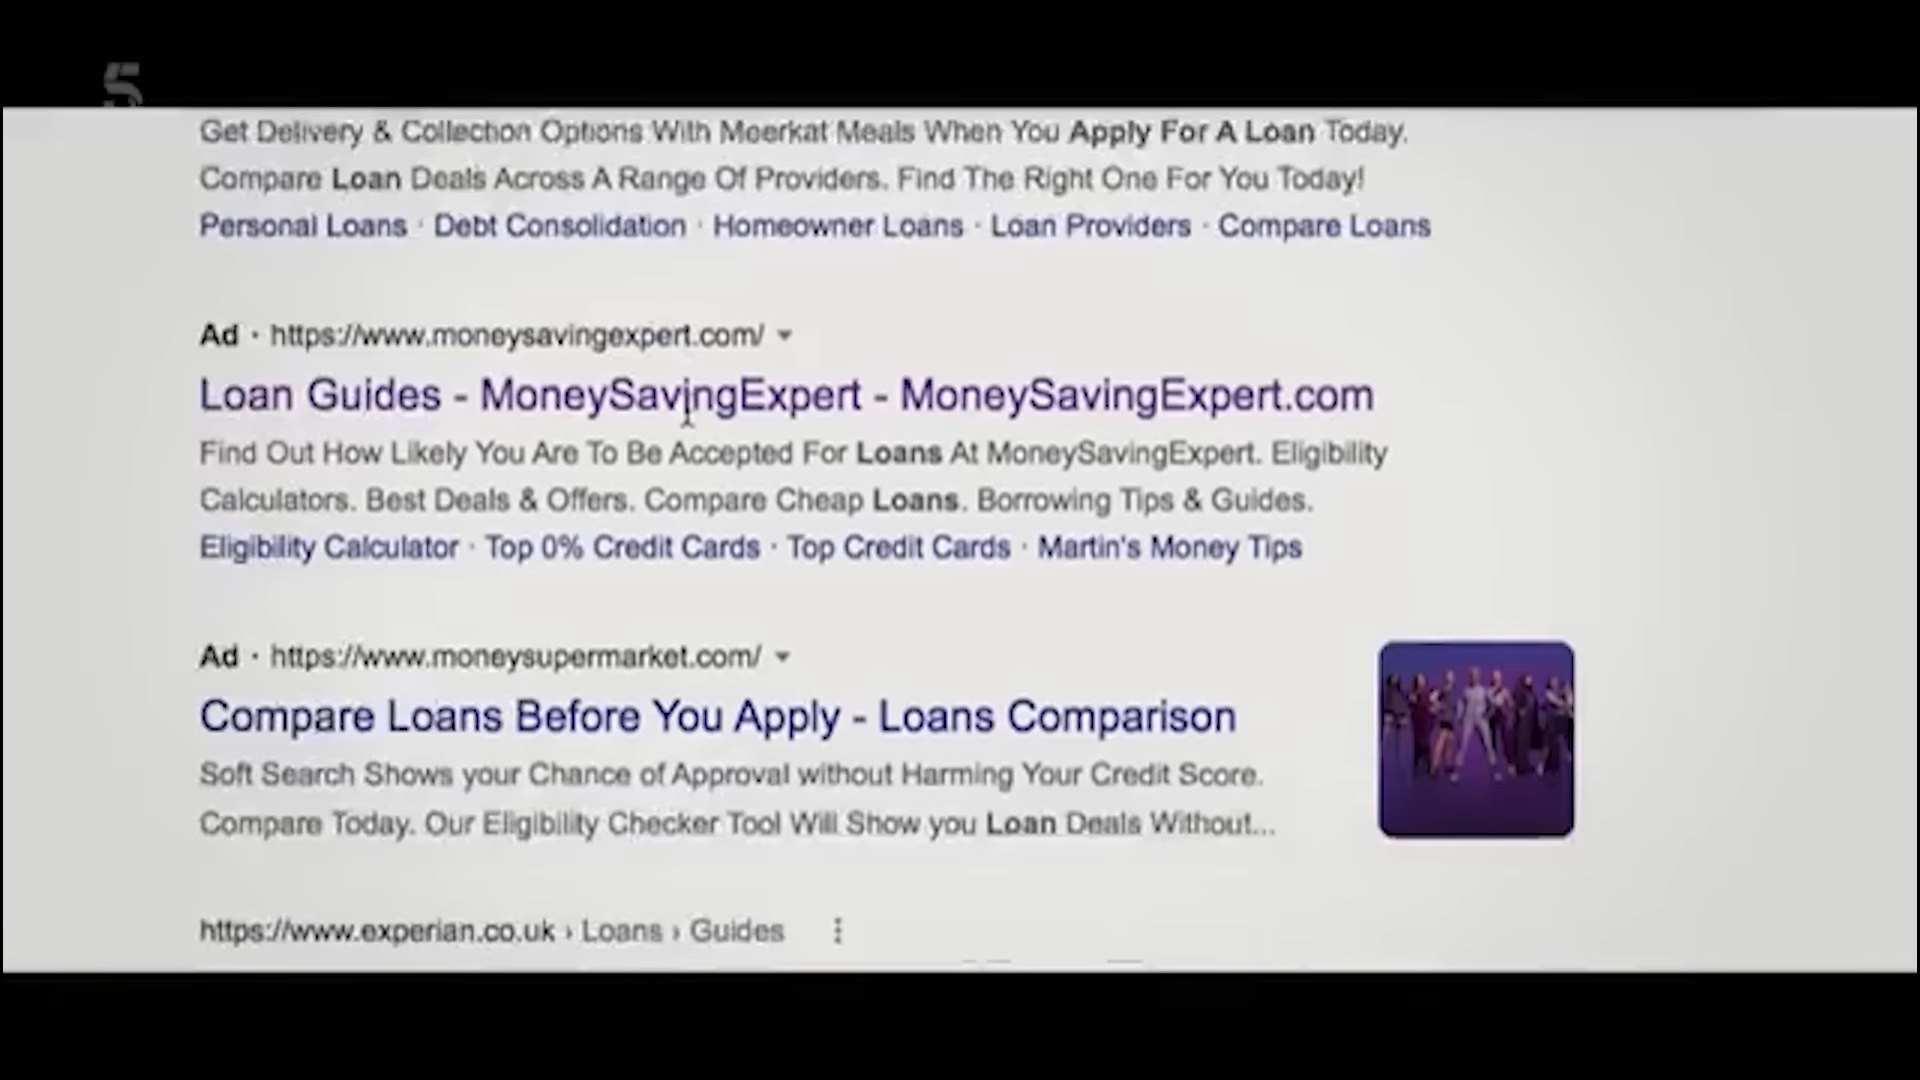 5
Get Delivery & Collection Options With Meerkat Meals When You Apply For A Loan Today.
Compare Loan Deals Across A Range Of Providers. Find The Right One For You Today!
Personal Loans · Debt Consolidation · Homeowner Loans · Loan Providers · Compare Loans
Ad · https://www.moneysavingexpert.com/
Loan Guides - MoneySavingExpert - MoneySavingExpert.com
Find Out How Likely You Are To Be Accepted For Loans At MoneySavingExpert. Eligibility
Calculators. Best Deals & Offers. Compare Cheap Loans. Borrowing Tips & Guides.
Eligibility Calculator · Top 0% Credit Cards · Top Credit Cards · Martin's Money Tips
Ad · https://www.moneysupermarket.com/
Compare Loans Before You Apply - Loans Comparison
Soft Search Shows your Chance of Approval without Harming Your Credit Score.
Compare Today. Our Eligibility Checker Tool Will Show you Loan Deals Without...
https://www.experian.co.uk › Loans › Guides